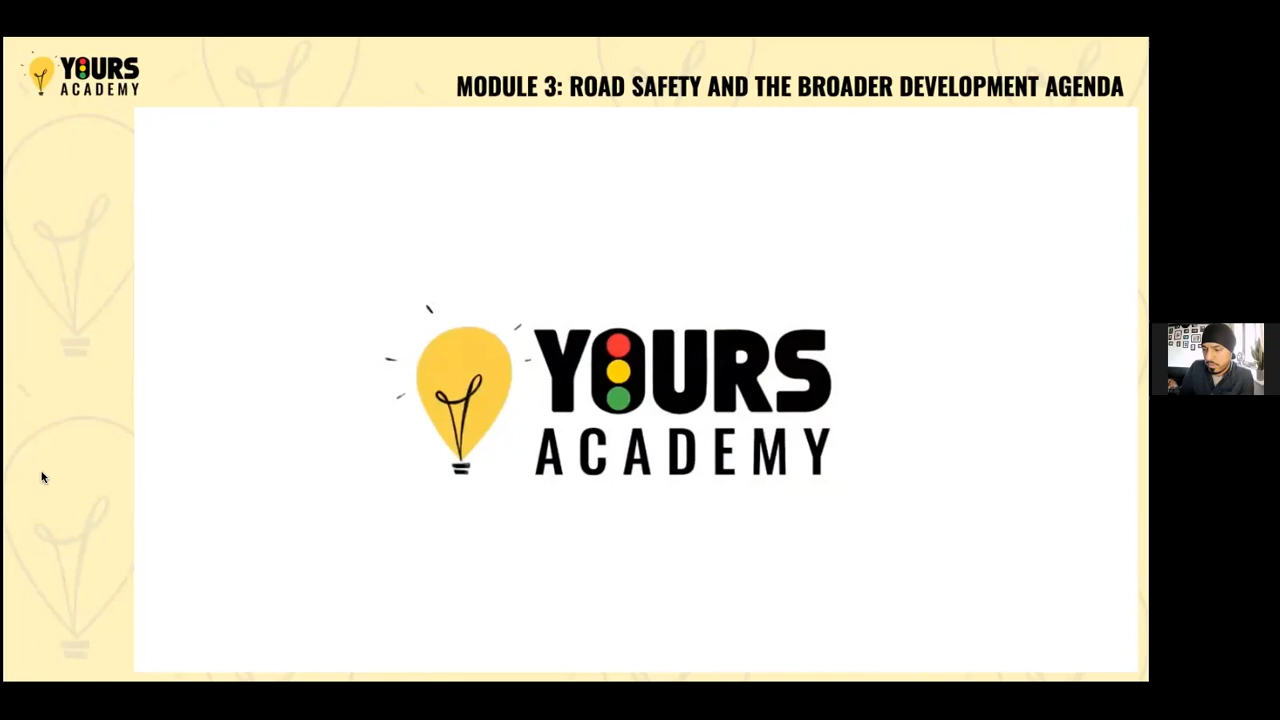 YOURS
ACADEMY
MODULE 3: ROAD SAFETY AND THE BROADER DEVELOPMENT AGENDA
YOURS
ACADEMY